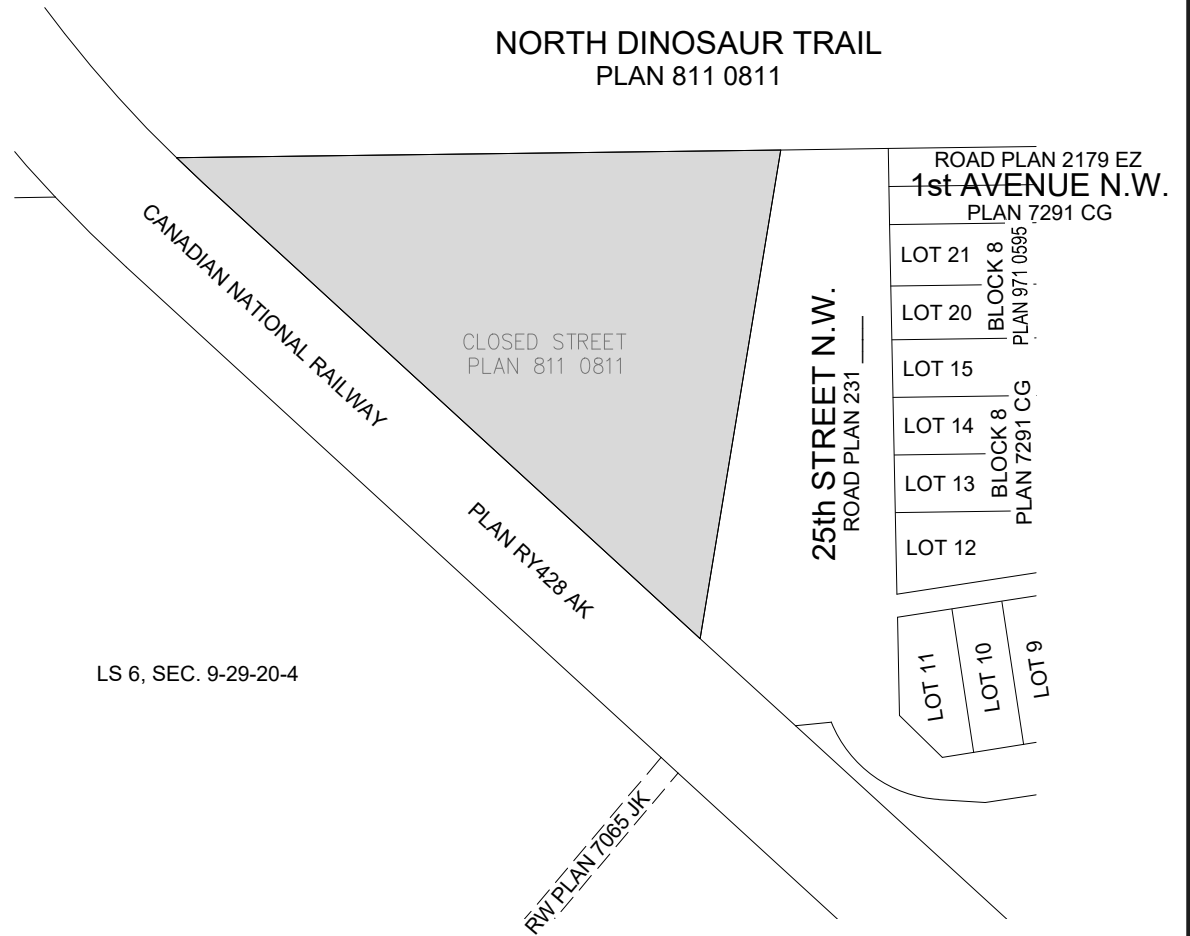 NORTH DINOSAUR TRAIL
PLAN 811 0811
ROAD PLAN 2179 EZ
1st AVENUE N.W.
PLAN 7291 CG
CANADIAN NATIONAL RAILWAY
PLAN RY428 AK
CLOSED STREET
PLAN 811 0811
25th STREET N.W.
ROAD PLAN 231 ____
LOT 21
LOT 20
BLOCK 8
PLAN 971 0595
LOT 15
LOT 14
LOT 13
LOT 12
BLOCK 8
PLAN 7291 CG
LOT 11
LOT 10
LOT 9
LS 6, SEC. 9-29-20-4
RW PLAN 7065 JK